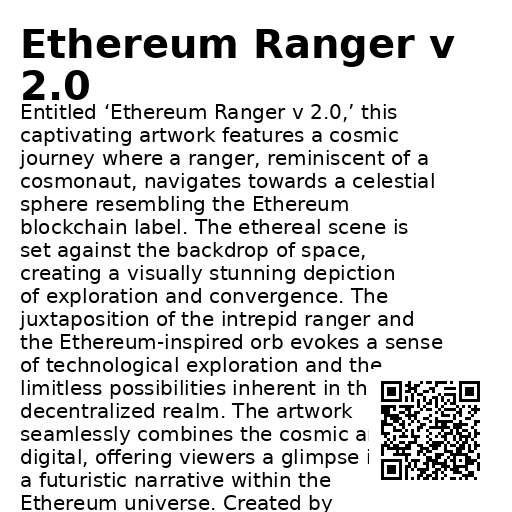 Ethereum Ranger v
2.0
Entitled ‘Ethereum Ranger v 2.0,’ this
captivating artwork features a cosmic
journey where a ranger, reminiscent of a
cosmonaut, navigates towards a celestial
sphere resembling the Ethereum
blockchain label. The ethereal scene is
set against the backdrop of space,
creating a visually stunning depiction
of exploration and convergence. The
juxtaposition of the intrepid ranger and
the Ethereum-inspired orb evokes a sense
of technological exploration and the
limitless possibilities inherent in th
decentralized realm. The artwork
seamlessly combines the cosmic
digital, offering viewers a glimpse
a futuristic narrative within the
Ethereum universe. Created by